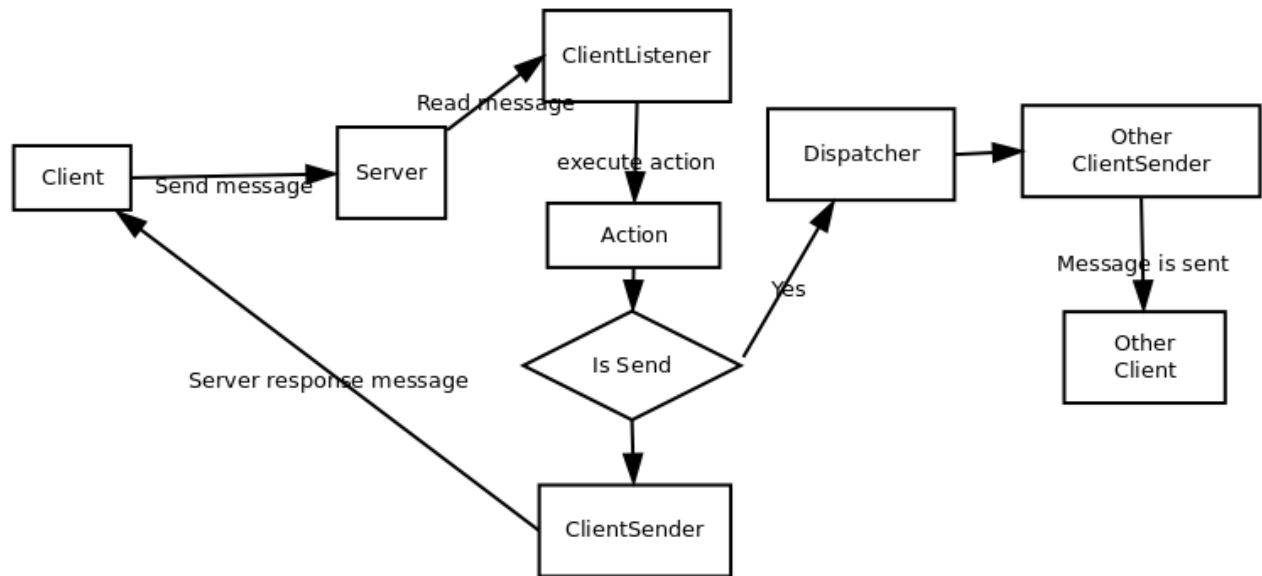 ClientListener
Read message
Client
Send message
Server
execute action
Action
Dispatcher
Other
ClientSender
Yes
Message is sent
Is Send
Other
Client
Server response message
ClientSender